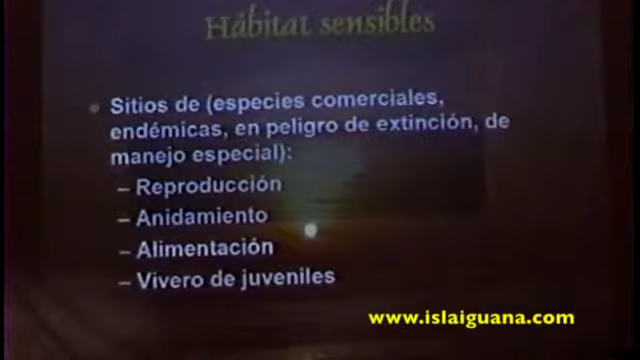 Hábitat sensibles
Sitios de (especies comerciales,
endémicas, en peligro de extinción, de
manejo especial):
– Reproducción
– Anidamiento
– Alimentación
– Vivero de juveniles
www.islaiguana.com